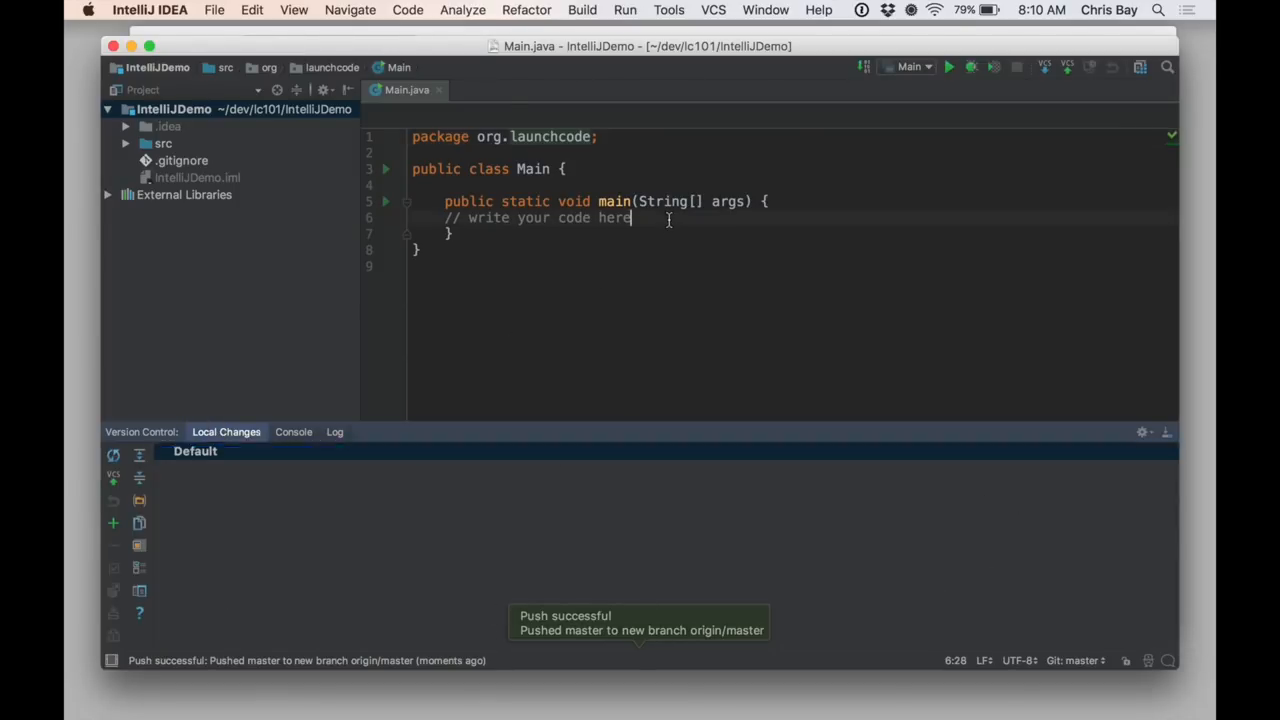 IntelliJ IDEA File Edit View Navigate Code Analyze Refactor Build Run Tools VCS Window Help 79% 8:10 AM Chris Bay
Main.java - IntelliJDemo - [~/dev/lc101/IntelliJDemo]
IntelliJDemo src org launchcode Main Main VCS VCS
Project Main.java
IntelliJDemo ~/dev/lc101/IntelliJDemo
.idea
src
.gitignore
IntelliJDemo.iml
External Libraries
1 package org.launchcode;
2
3 public class Main {
4
5 public static void main(String[] args) {
6 // write your code here
7 }
8 }
9
Version Control: Local Changes Console Log
Default
VCS
Push successful
Pushed master to new branch origin/master
Push successful: Pushed master to new branch origin/master (moments ago) 6:28 LF UTF-8 Git: master